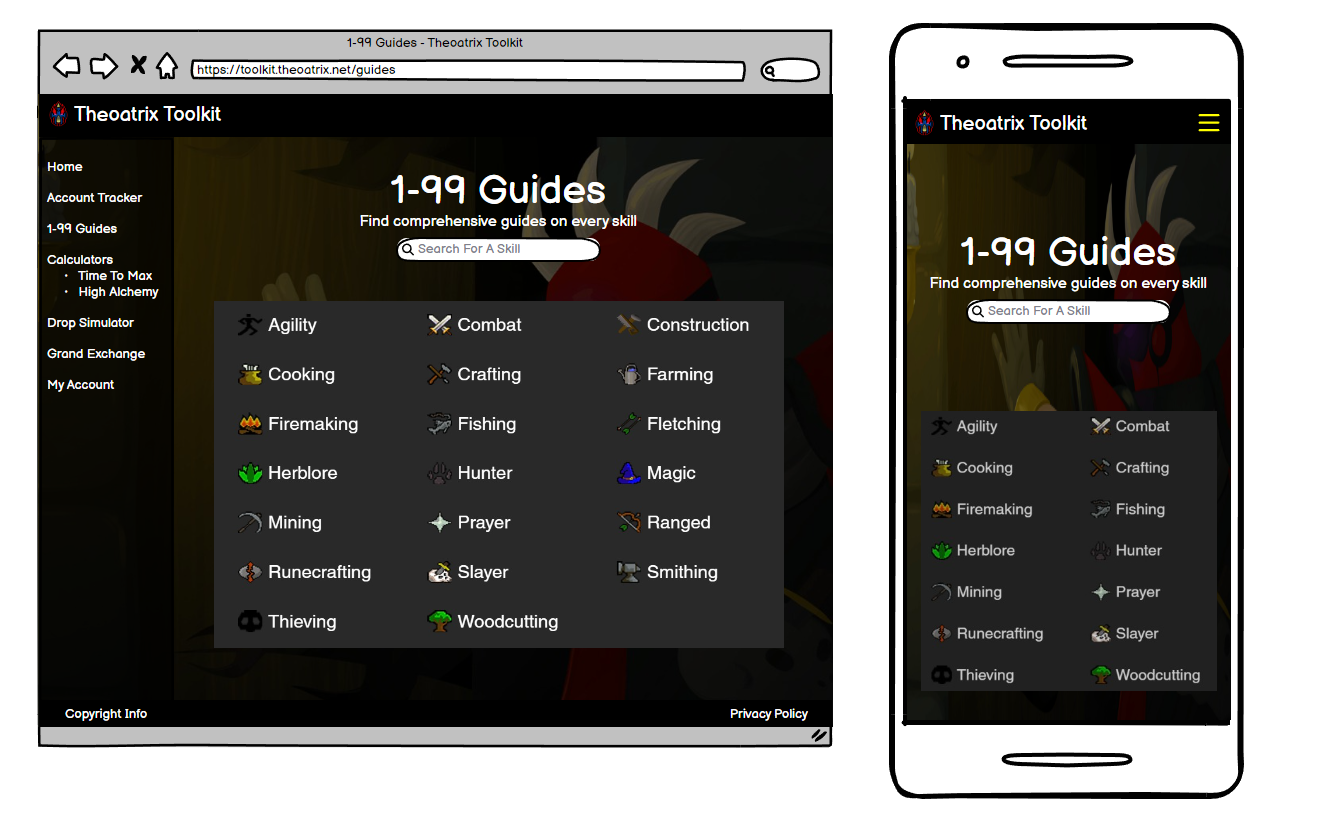 1-99 Guides - Theoatrix Toolkit
https://toolkit.theoatrix.net/guides
Theoatrix Toolkit
Home
Account Tracker
1-99 Guides
Calculators
• Time To Max
• High Alchemy
Drop Simulator
Grand Exchange
My Account
1-99 Guides
Find comprehensive guides on every skill
Search For A Skill
Agility Combat Construction
Cooking Crafting Farming
Firemaking Fishing Fletching
Herblore Hunter Magic
Mining Prayer Ranged
Runecrafting Slayer Smithing
Thieving Woodcutting
Copyright Info Privacy Policy
Theoatrix Toolkit
1-99 Guides
Find comprehensive guides on every skill
Search For A Skill
Agility Combat
Cooking Crafting
Firemaking Fishing
Herblore Hunter
Mining Prayer
Runecrafting Slayer
Thieving Woodcutting